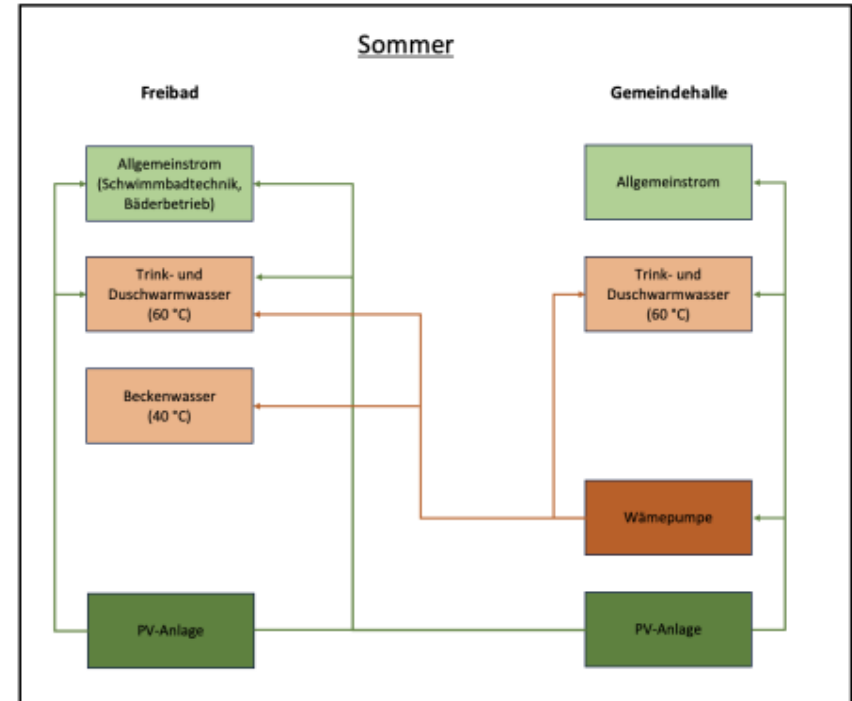 Sommer
Freibad
Gemeindehalle
Allgemeinstrom
(Schwimmbadtechnik,
Bäderbetrieb)
Allgemeinstrom
Trink- und
Duschwarmwasser
(60 °C)
Trink- und
Duschwarmwasser
(60 °C)
Beckenwasser
(40 °C)
Wämepumpe
PV-Anlage
PV-Anlage